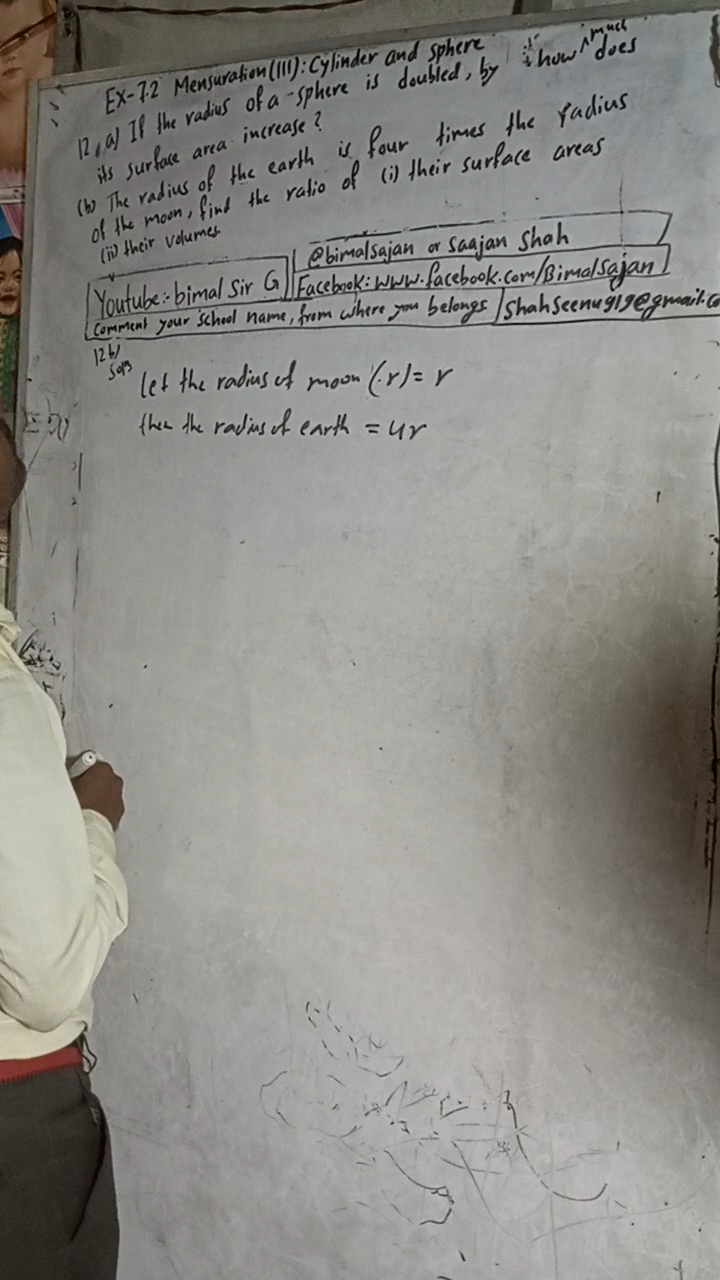 Ex-7.2 Mensuration(III): Cylinder and sphere
12. a) If the radius of a sphere is doubled, by how much does
its surface area increase?
(b) The radius of the earth is four times the radius
of the moon, find the ratio of (i) their surface areas
(ii) their volumes
@bimalsajan or Saajan Shah
Youtube:- bimal Sir G
Facebook: www.facebook.com/Bimalsajan
Comment your school name, from where you belongs
Shahseenu919@gmail.co
12 b)
Soln
let the radius of moon (r) = r
then the radius of earth = 4r